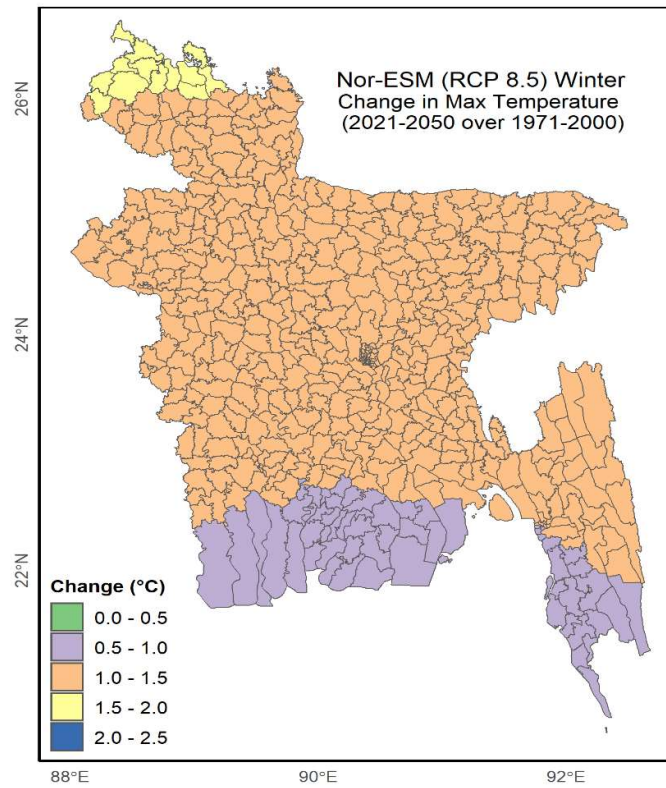 Nor-ESM (RCP 8.5) Winter
Change in Max Temperature
(2021-2050 over 1971-2000)
26°N
24°N
22°N
Change (°C)
0.0 - 0.5
0.5 - 1.0
1.0 - 1.5
1.5 - 2.0
2.0 - 2.5
88°E
90°E
92°E